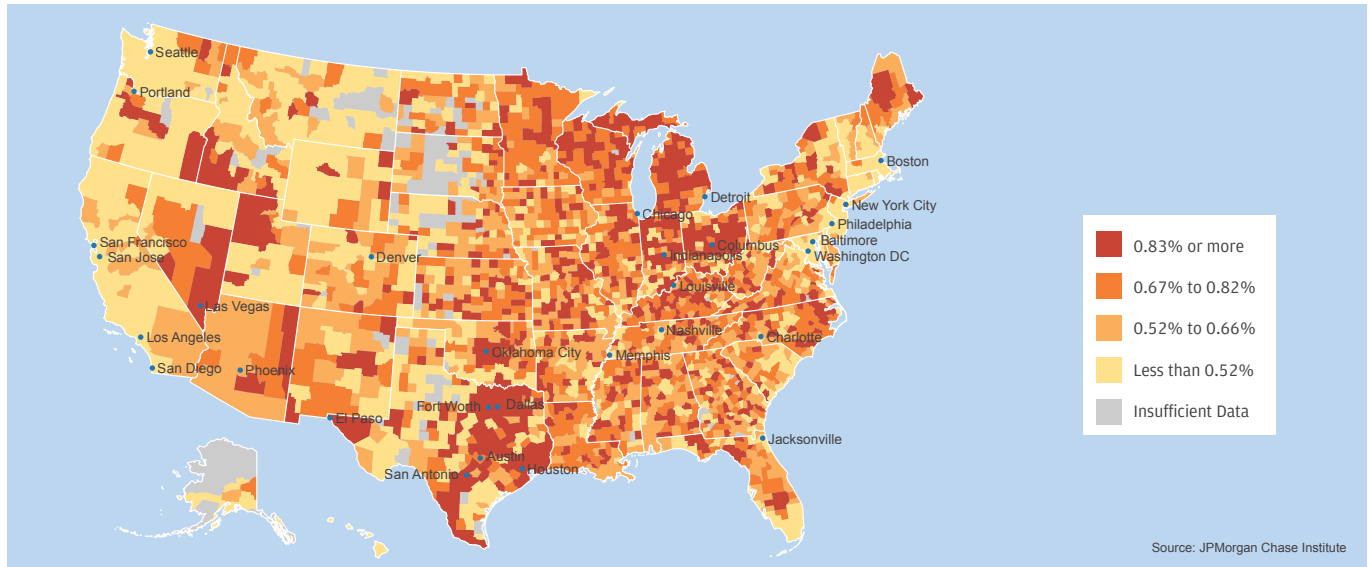 Seattle
Portland
Boston
Detroit
New York City
Chicago
Philadelphia
San Francisco
Columbus
Baltimore
San Jose
Denver
Indianapolis
Washington DC
Louisville
Las Vegas
Nashville
Los Angeles
Charlotte
Oklahoma City
Memphis
San Diego
Phoenix
Fort Worth
Dallas
El Paso
Jacksonville
Austin
Houston
San Antonio
0.83% or more
0.67% to 0.82%
0.52% to 0.66%
Less than 0.52%
Insufficient Data
Source: JPMorgan Chase Institute